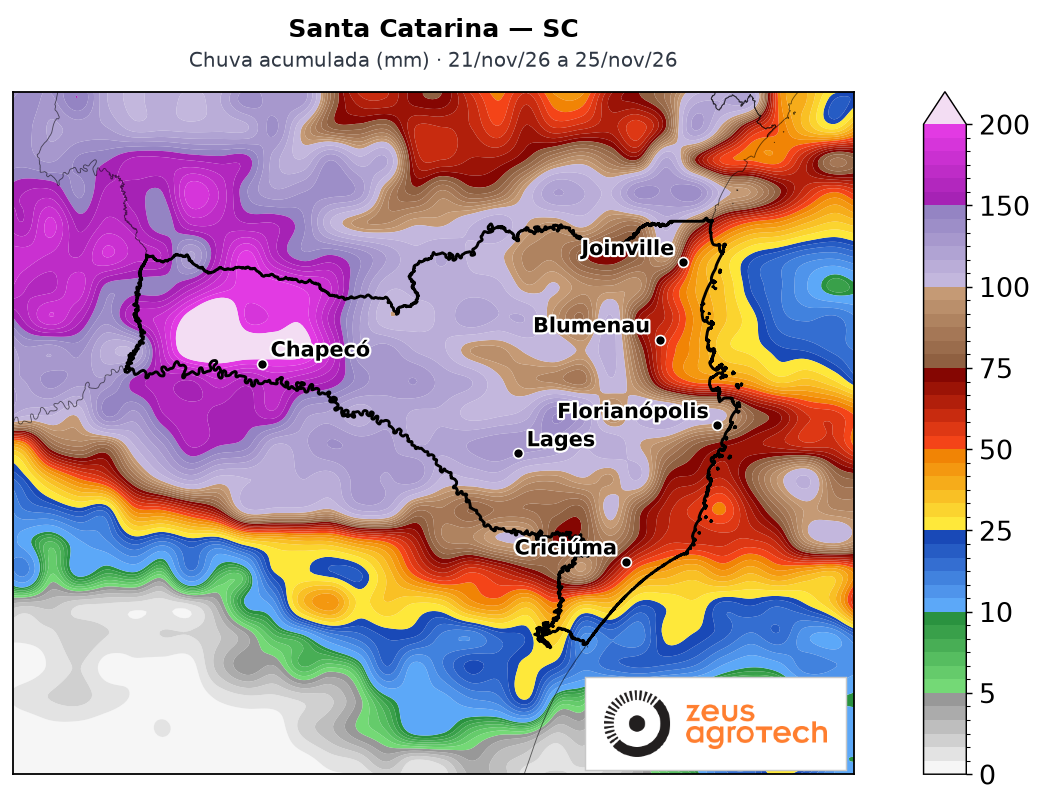 Santa Catarina — SC
Chuva acumulada (mm) · 21/nov/26 a 25/nov/26
200
150
100
75
50
25
10
5
0
Joinville
Blumenau
Chapecó
Florianópolis
Lages
Criciúma
zeus
agrotech